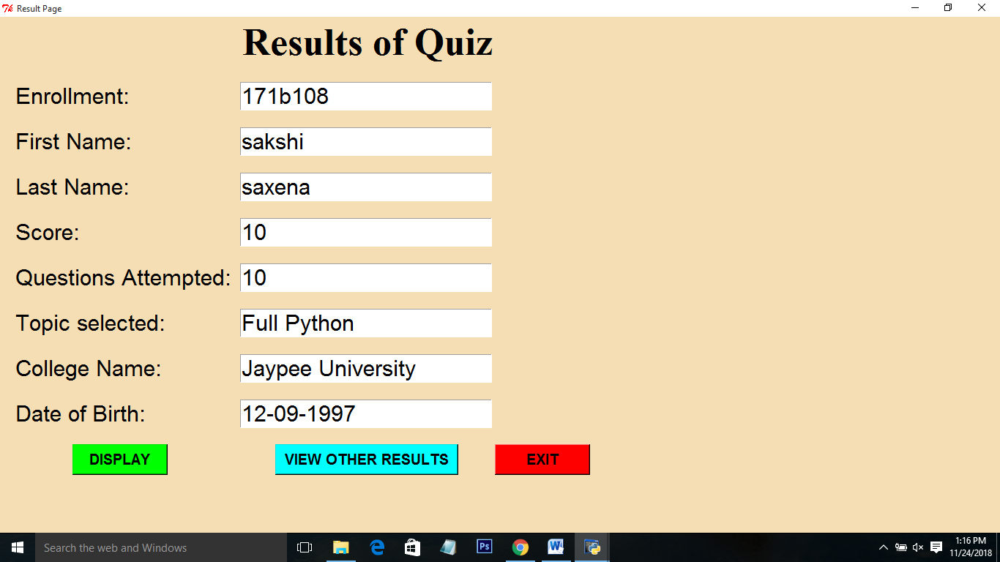 Result Page
Results of Quiz
Enrollment: 171b108
First Name: sakshi
Last Name: saxena
Score: 10
Questions Attempted: 10
Topic selected: Full Python
College Name: Jaypee University
Date of Birth: 12-09-1997
DISPLAY VIEW OTHER RESULTS EXIT
Search the web and Windows Ps 1:16 PM
11/24/2018